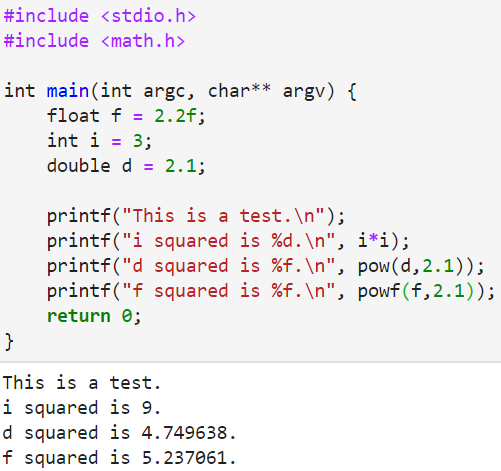 #include <stdio.h>
#include <math.h>

int main(int argc, char** argv) {
    float f = 2.2f;
    int i = 3;
    double d = 2.1;

    printf("This is a test.\n");
    printf("i squared is %d.\n", i*i);
    printf("d squared is %f.\n", pow(d,2.1));
    printf("f squared is %f.\n", powf(f,2.1));
    return 0;
}
This is a test.
i squared is 9.
d squared is 4.749638.
f squared is 5.237061.